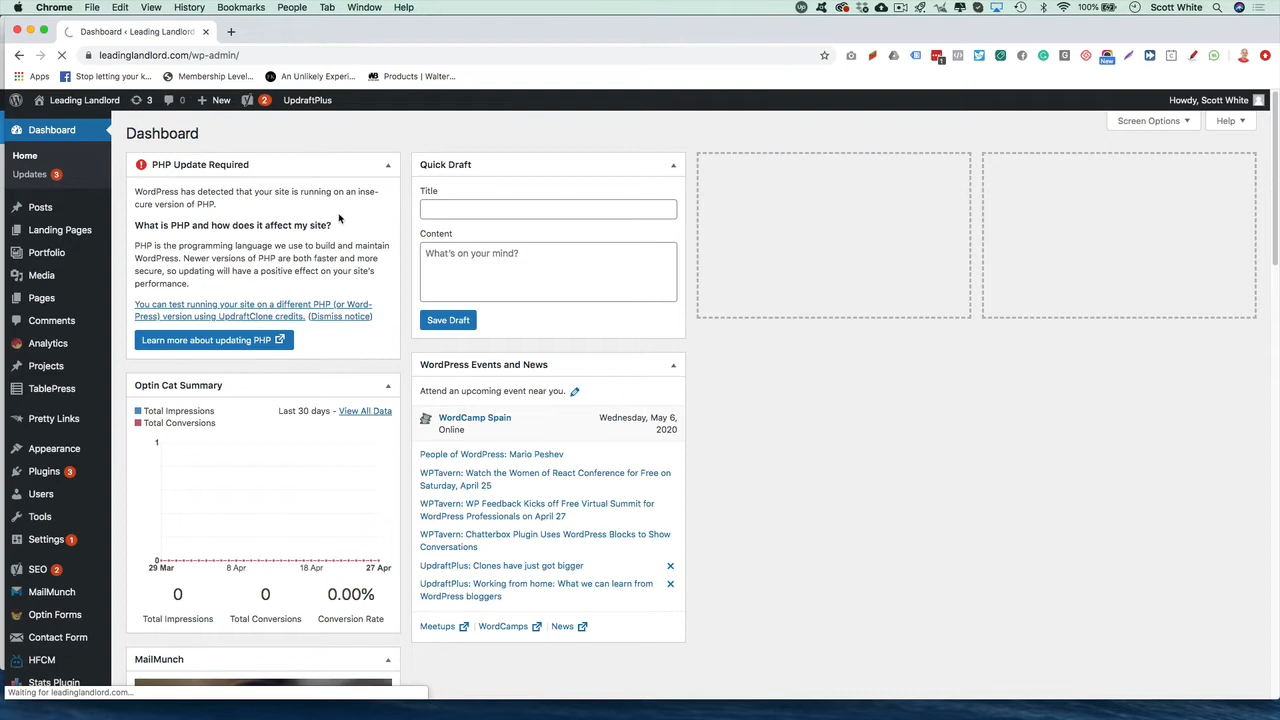 Chrome File Edit View History Bookmarks People Tab Window Help 100% Scott White
Dashboard ‹ Leading Landlord
leadinglandlord.com/wp-admin/
Apps Stop letting your k... Membership Level... An Unlikely Experi... Products | Walter...
Leading Landlord 3 0 New 2 UpdraftPlus Howdy, Scott White
Screen Options Help
Dashboard
Home
Updates 3
Posts
Landing Pages
Portfolio
Media
Pages
Comments
Analytics
Projects
TablePress
Pretty Links
Appearance
Plugins 3
Users
Tools
Settings 1
SEO 2
MailMunch
Optin Forms
Contact Form
HFCM
Stats Plugin
Dashboard
PHP Update Required
WordPress has detected that your site is running on an inse-
cure version of PHP.
What is PHP and how does it affect my site?
PHP is the programming language we use to build and maintain
WordPress. Newer versions of PHP are both faster and more
secure, so updating will have a positive effect on your site's
performance.
You can test running your site on a different PHP (or Word-
Press) version using UpdraftClone credits. (Dismiss notice)
Learn more about updating PHP
Optin Cat Summary
Total Impressions Last 30 days - View All Data
Total Conversions
1
0
29 Mar 8 Apr 18 Apr 27 Apr
0 0 0.00%
Total Impressions Total Conversions Conversion Rate
MailMunch
Quick Draft
Title
Content
What's on your mind?
Save Draft
WordPress Events and News
Attend an upcoming event near you.
WordCamp Spain Wednesday, May 6,
Online 2020
People of WordPress: Mario Peshev
WPTavern: Watch the Women of React Conference for Free on
Saturday, April 25
WPTavern: WP Feedback Kicks off Free Virtual Summit for
WordPress Professionals on April 27
WPTavern: Chatterbox Plugin Uses WordPress Blocks to Show
Conversations
UpdraftPlus: Clones have just got bigger
UpdraftPlus: Working from home: What we can learn from
WordPress bloggers
Meetups WordCamps News
Waiting for leadinglandlord.com...